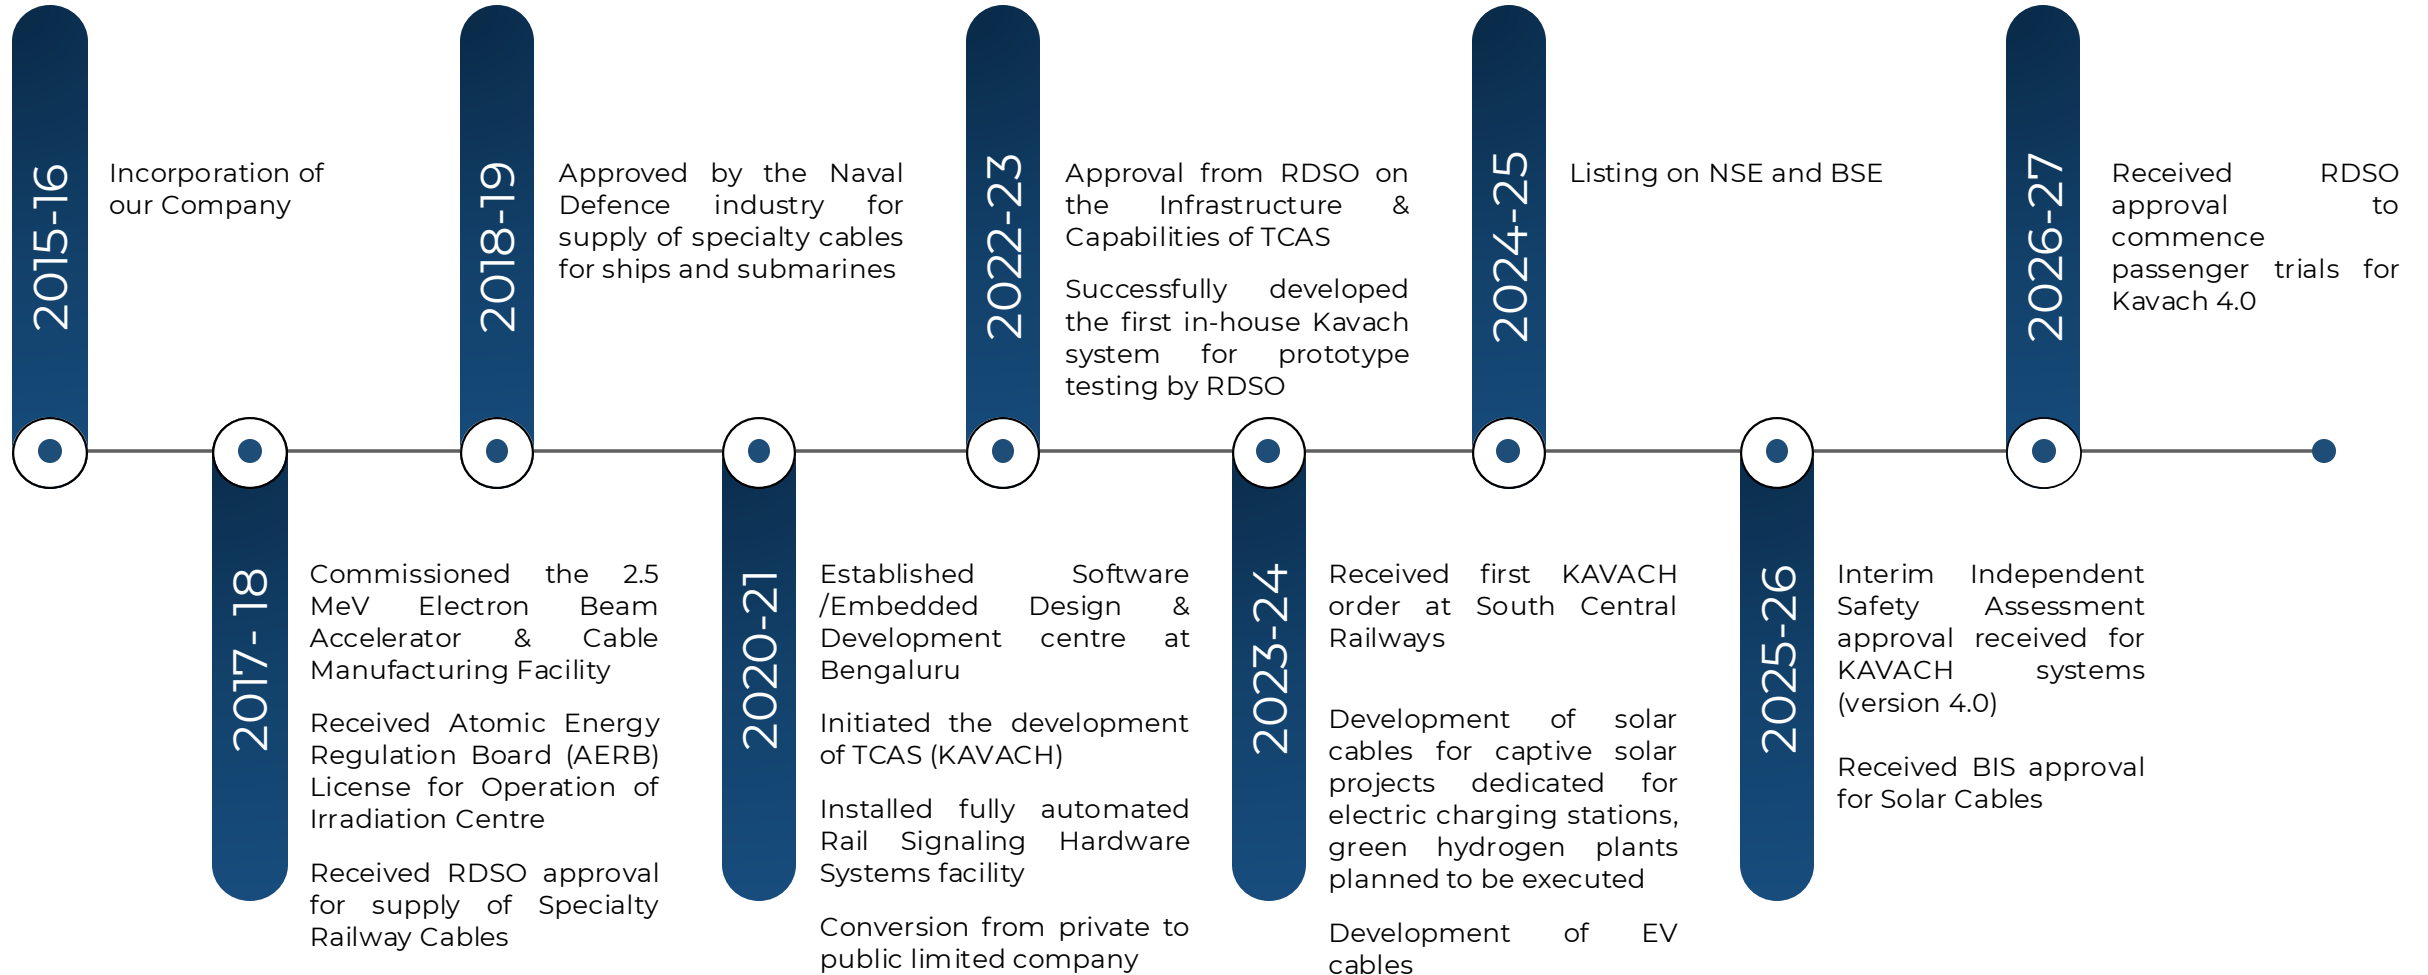 2015-16
Incorporation of
our Company
2017- 18
Commissioned the 2.5
MeV Electron Beam
Accelerator & Cable
Manufacturing Facility
Received Atomic Energy
Regulation Board (AERB)
License for Operation of
Irradiation Centre
Received RDSO approval
for supply of Specialty
Railway Cables
2018-19
Approved by the Naval
Defence industry for
supply of specialty cables
for ships and submarines
2020-21
Established Software
/Embedded Design &
Development centre at
Bengaluru
Initiated the development
of TCAS (KAVACH)
Installed fully automated
Rail Signaling Hardware
Systems facility
Conversion from private to
public limited company
2022-23
Approval from RDSO on
the Infrastructure &
Capabilities of TCAS
Successfully developed
the first in-house Kavach
system for prototype
testing by RDSO
2023-24
Received first KAVACH
order at South Central
Railways
Development of solar
cables for captive solar
projects dedicated for
electric charging stations,
green hydrogen plants
planned to be executed
Development of EV
cables
2024-25
Listing on NSE and BSE
2025-26
Interim Independent
Safety Assessment
approval received for
KAVACH systems
(version 4.0)
Received BIS approval
for Solar Cables
2026-27
Received RDSO
approval to
commence
passenger trials for
Kavach 4.0